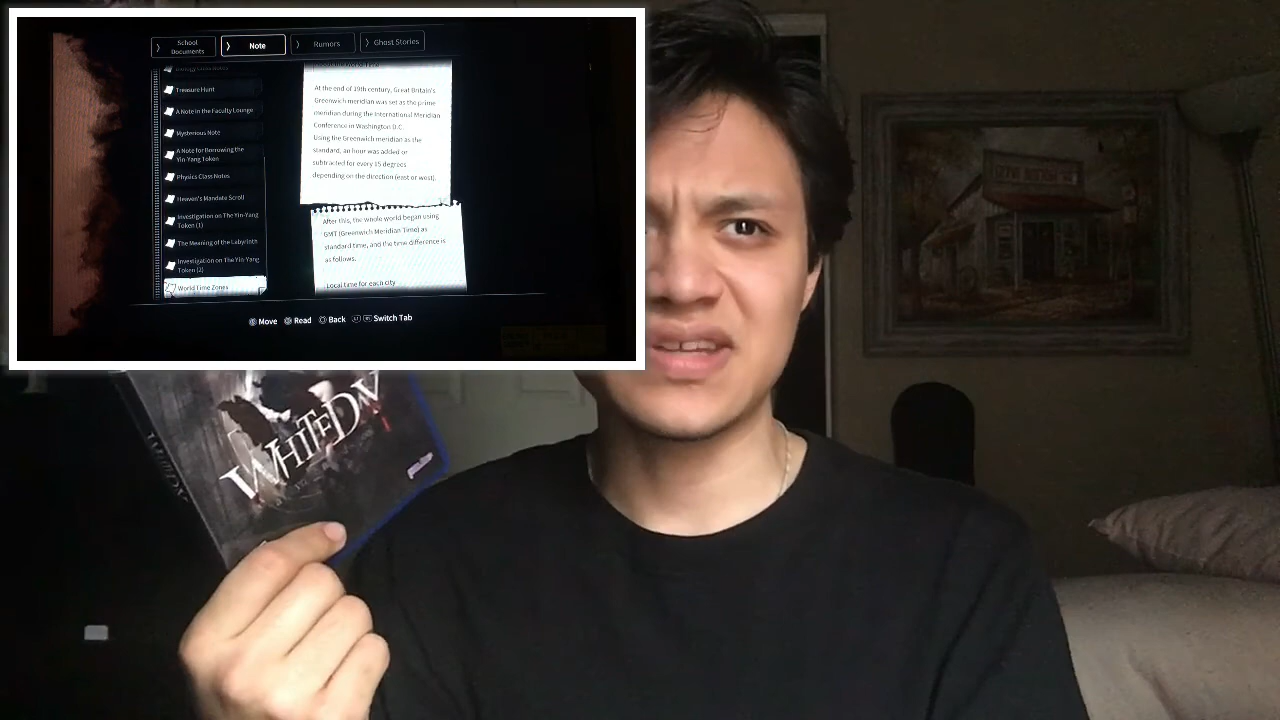 School
Documents
Note
Rumors
Ghost Stories
Biology Class Notes
Treasure Hunt
A Note in the Faculty Lounge
Mysterious Note
A Note for Borrowing the
Yin-Yang Token
Physics Class Notes
Heaven's Mandate Scroll
Investigation on The Yin-Yang
Token (1)
The Meaning of the Labyrinth
Investigation on The Yin-Yang
Token (2)
World Time Zones
At the end of 19th century, Great Britain's
Greenwich meridian was set as the prime
meridian during the International Meridian
Conference in Washington D.C.
Using the Greenwich meridian as the
standard, an hour was added or
subtracted for every 15 degrees
depending on the direction (east or west).
After this, the whole world began using
GMT (Greenwich Meridian Time) as
standard time, and the time difference is
as follows.
Local time for each city
Move
Read
Back
Switch Tab
WHITEDAY